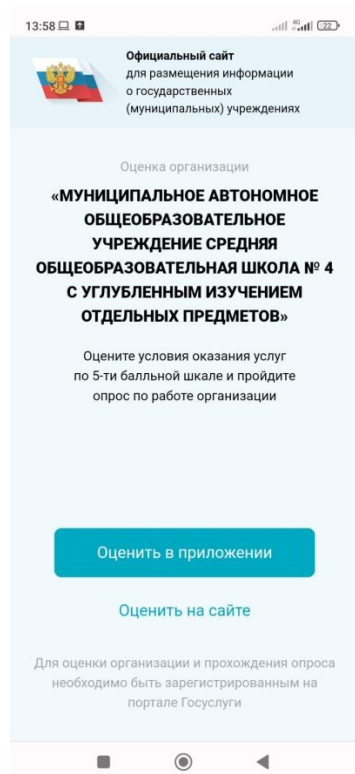 13:58
4G
22
Официальный сайт
для размещения информации
о государственных
(муниципальных) учреждениях
Оценка организации
«МУНИЦИПАЛЬНОЕ АВТОНОМНОЕ
ОБЩЕОБРАЗОВАТЕЛЬНОЕ
УЧРЕЖДЕНИЕ СРЕДНЯЯ
ОБЩЕОБРАЗОВАТЕЛЬНАЯ ШКОЛА № 4
С УГЛУБЛЕННЫМ ИЗУЧЕНИЕМ
ОТДЕЛЬНЫХ ПРЕДМЕТОВ»
Оцените условия оказания услуг
по 5-ти балльной шкале и пройдите
опрос по работе организации
Оценить в приложении
Оценить на сайте
Для оценки организации и прохождения опроса
необходимо быть зарегистрированным на
портале Госуслуги